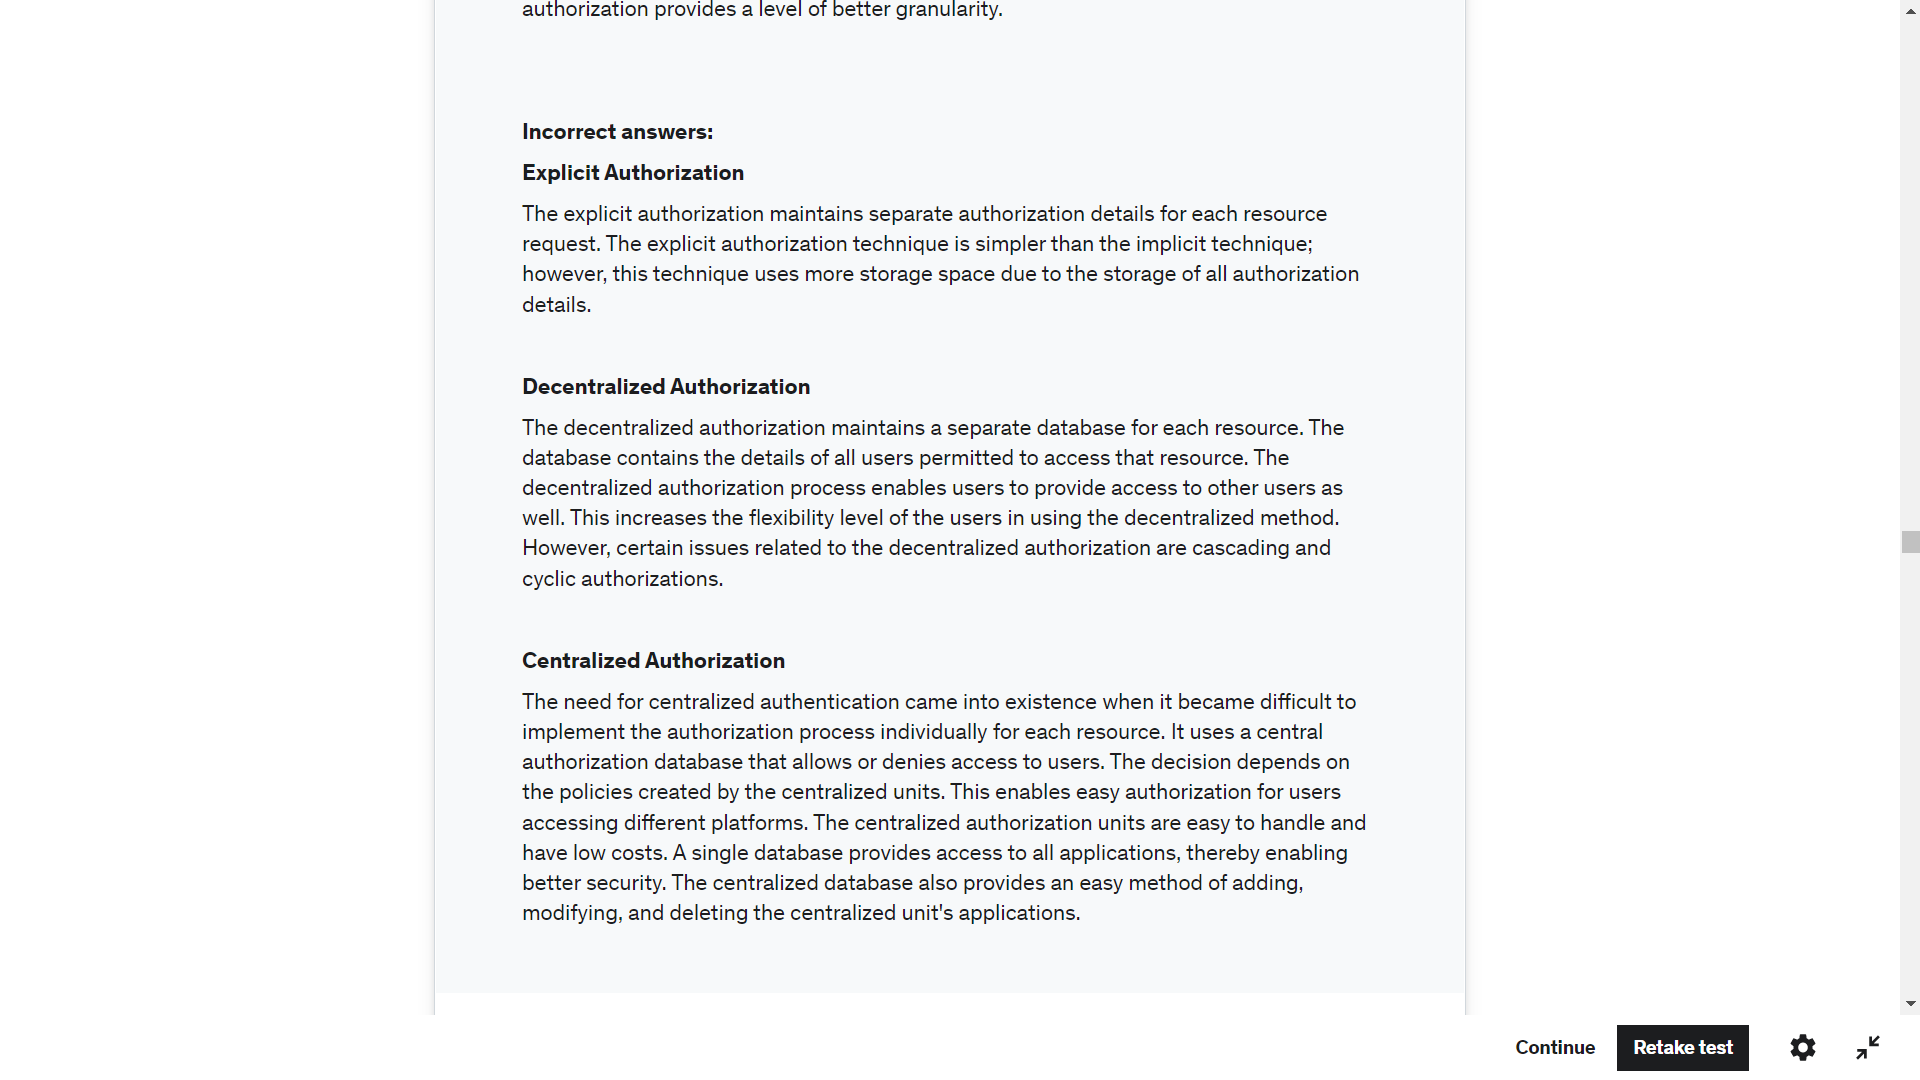 authorization provides a level of better granularity.
Incorrect answers:
Explicit Authorization
The explicit authorization maintains separate authorization details for each resource
request. The explicit authorization technique is simpler than the implicit technique;
however, this technique uses more storage space due to the storage of all authorization
details.
Decentralized Authorization
The decentralized authorization maintains a separate database for each resource. The
database contains the details of all users permitted to access that resource. The
decentralized authorization process enables users to provide access to other users as
well. This increases the flexibility level of the users in using the decentralized method.
However, certain issues related to the decentralized authorization are cascading and
cyclic authorizations.
Centralized Authorization
The need for centralized authentication came into existence when it became difficult to
implement the authorization process individually for each resource. It uses a central
authorization database that allows or denies access to users. The decision depends on
the policies created by the centralized units. This enables easy authorization for users
accessing different platforms. The centralized authorization units are easy to handle and
have low costs. A single database provides access to all applications, thereby enabling
better security. The centralized database also provides an easy method of adding,
modifying, and deleting the centralized unit's applications.
Continue
Retake test